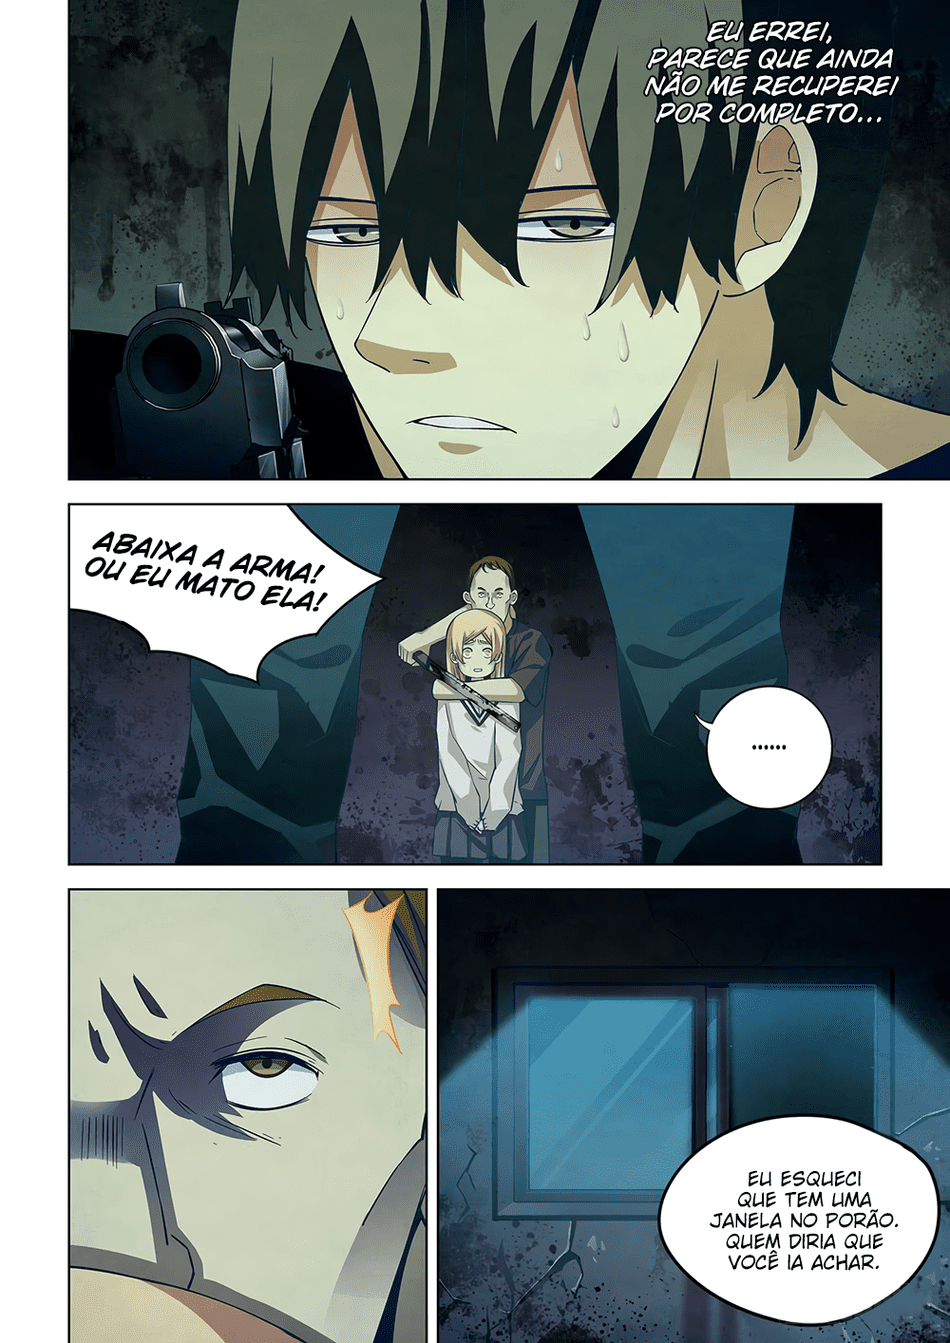 EU ERREI,
PARECE QUE AINDA
NÃO ME RECUPEREI
POR COMPLETO...
ABAIXA A ARMA!
OU EU MATO ELA!
......
EU ESQUECI
QUE TEM UMA
JANELA NO PORÃO.
QUEM DIRIA QUE
VOCÊ IA ACHAR.